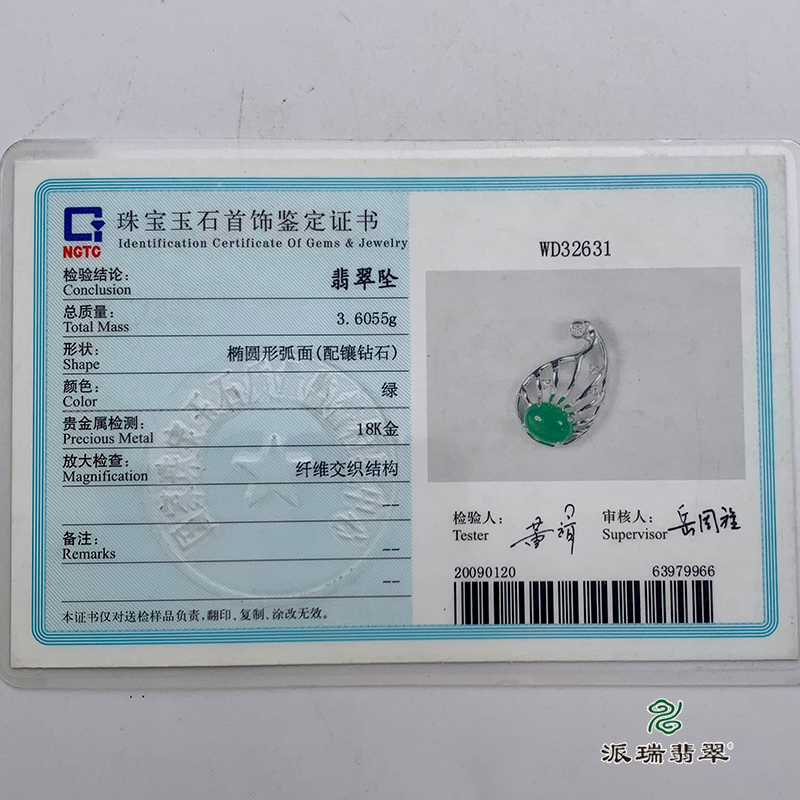 NGTC
珠宝玉石首饰鉴定证书
Identification Certificate Of Gems & Jewelry
检验结论: 翡翠坠
Conclusion
总质量: 3.6055g
Total Mass
形状: 椭圆形弧面(配镶钻石)
Shape
颜色: 绿
Color
贵金属检测: 18K金
Precious Metal
放大检查: 纤维交织结构
Magnification
--
备注: --
Remarks
--
本证书仅对送检样品负责,翻印、复制、涂改无效。
WD32631
检验人:
Tester
审核人:
Supervisor
20090120 63979966
派瑞翡翠®